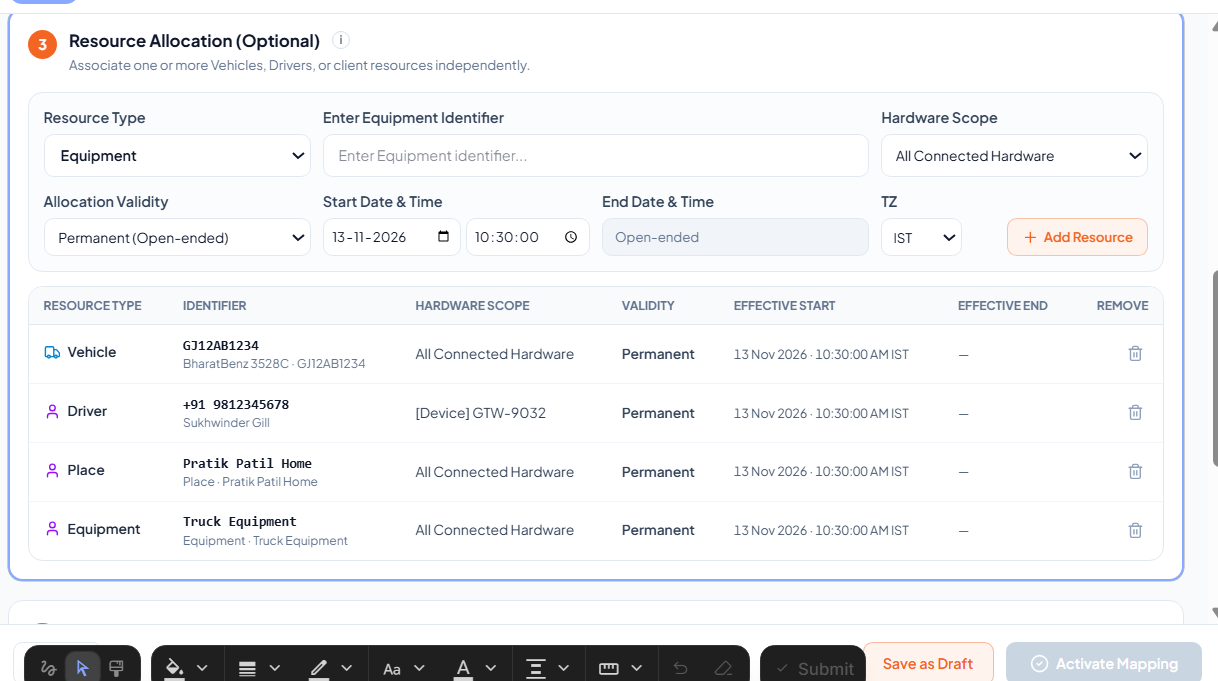 3 Resource Allocation (Optional) i
Associate one or more Vehicles, Drivers, or client resources independently.
Resource Type Enter Equipment Identifier Hardware Scope
Equipment Enter Equipment identifier... All Connected Hardware
Allocation Validity Start Date & Time End Date & Time TZ
Permanent (Open-ended) 13-11-2026 10:30:00 Open-ended IST + Add Resource
RESOURCE TYPE IDENTIFIER HARDWARE SCOPE VALIDITY EFFECTIVE START EFFECTIVE END REMOVE
Vehicle GJ12AB1234 All Connected Hardware Permanent 13 Nov 2026 · 10:30:00 AM IST —
BharatBenz 3528C · GJ12AB1234
Driver +91 9812345678 [Device] GTW-9032 Permanent 13 Nov 2026 · 10:30:00 AM IST —
Sukhwinder Gill
Place Pratik Patil Home All Connected Hardware Permanent 13 Nov 2026 · 10:30:00 AM IST —
Place · Pratik Patil Home
Equipment Truck Equipment All Connected Hardware Permanent 13 Nov 2026 · 10:30:00 AM IST —
Equipment · Truck Equipment
Aa A Submit Save as Draft Activate Mapping